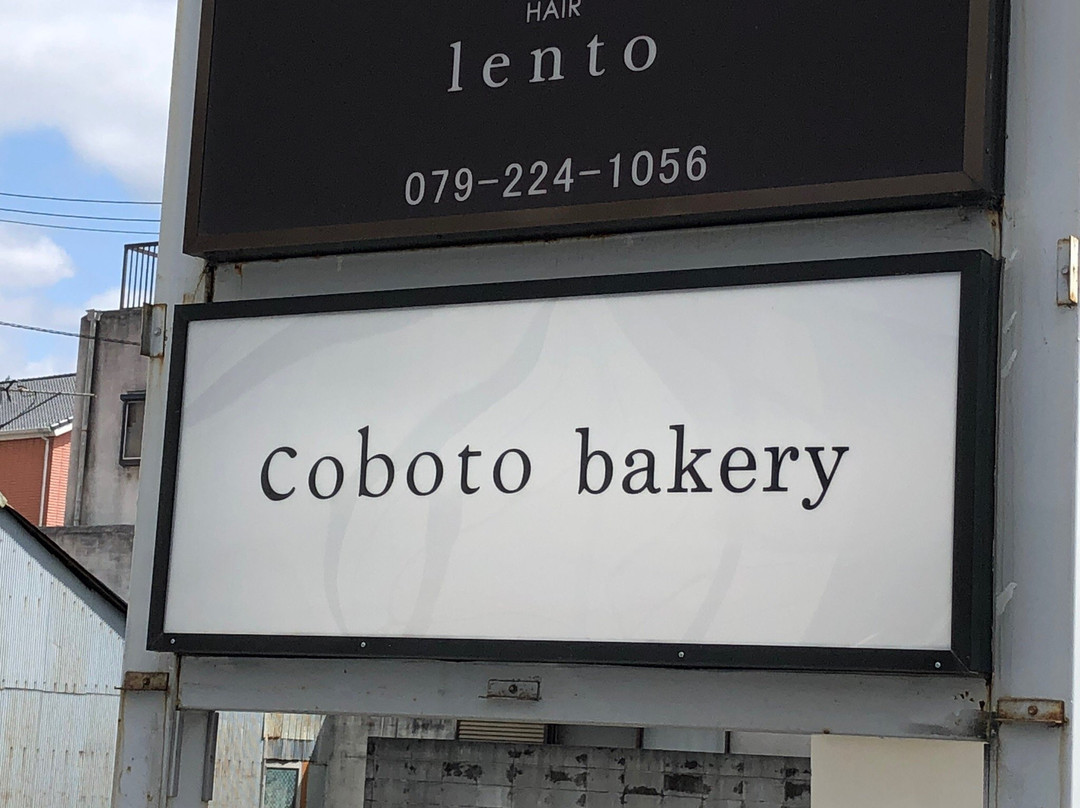 HAIR
lento
079-224-1056
coboto bakery